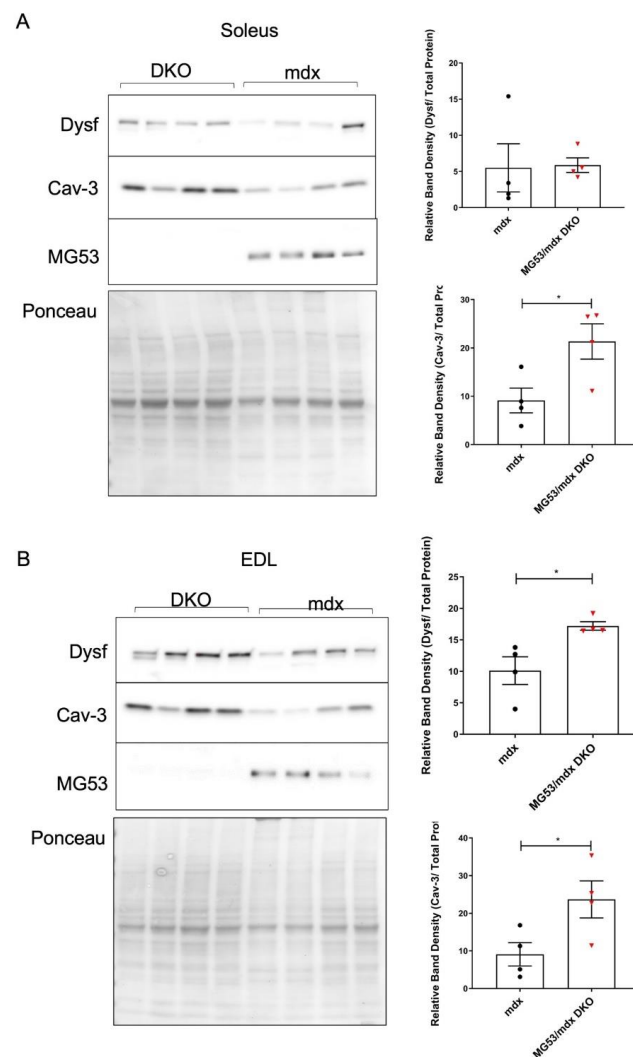 A
Soleus
DKO mdx
Dysf
Cav-3
MG53
Ponceau
Relative Band Density (Dysf/ Total Protein)
20
15
10
5
0
mdx
MG53/mdx DKO
Relative Band Density (Cav-3/ Total Prc
30
20
10
0
*
mdx
MG53/mdx DKO
B
EDL
DKO mdx
Dysf
Cav-3
MG53
Ponceau
Relative Band Density (Dysf/ Total Protein)
25
20
15
10
5
0
*
mdx
MG53/mdx DKO
Relative Band Density (Cav-3/ Total Prot
40
30
20
10
0
*
mdx
MG53/mdx DKO